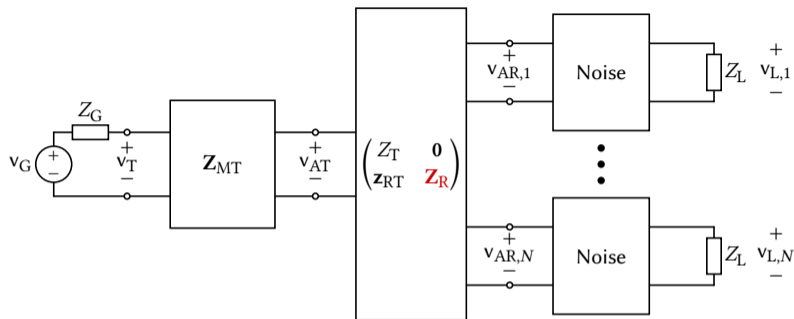 v_AR,1
Noise
Z_L
v_L,1
Z_G
v_G
v_T
Z_MT
v_AT
Z_T 0
z_RT Z_R
v_AR,N
Noise
Z_L
v_L,N